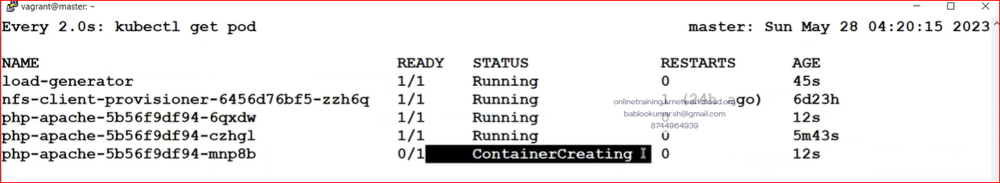 vagrant@master: ~
Every 2.0s: kubectl get pod master: Sun May 28 04:20:15 2023
NAME READY STATUS RESTARTS AGE
load-generator 1/1 Running 0 45s
nfs-client-provisioner-6456d76bf5-zzh6q 1/1 Running 1 (24h ago) 6d23h
onlinetraining.krnetworkcloud.org
php-apache-5b56f9df94-6qxdw 1/1 Running 0 12s
bablookumar.sh@gmail.com
8744964939
php-apache-5b56f9df94-czhgl 1/1 Running 0 5m43s
php-apache-5b56f9df94-mnp8b 0/1 ContainerCreating 0 12s